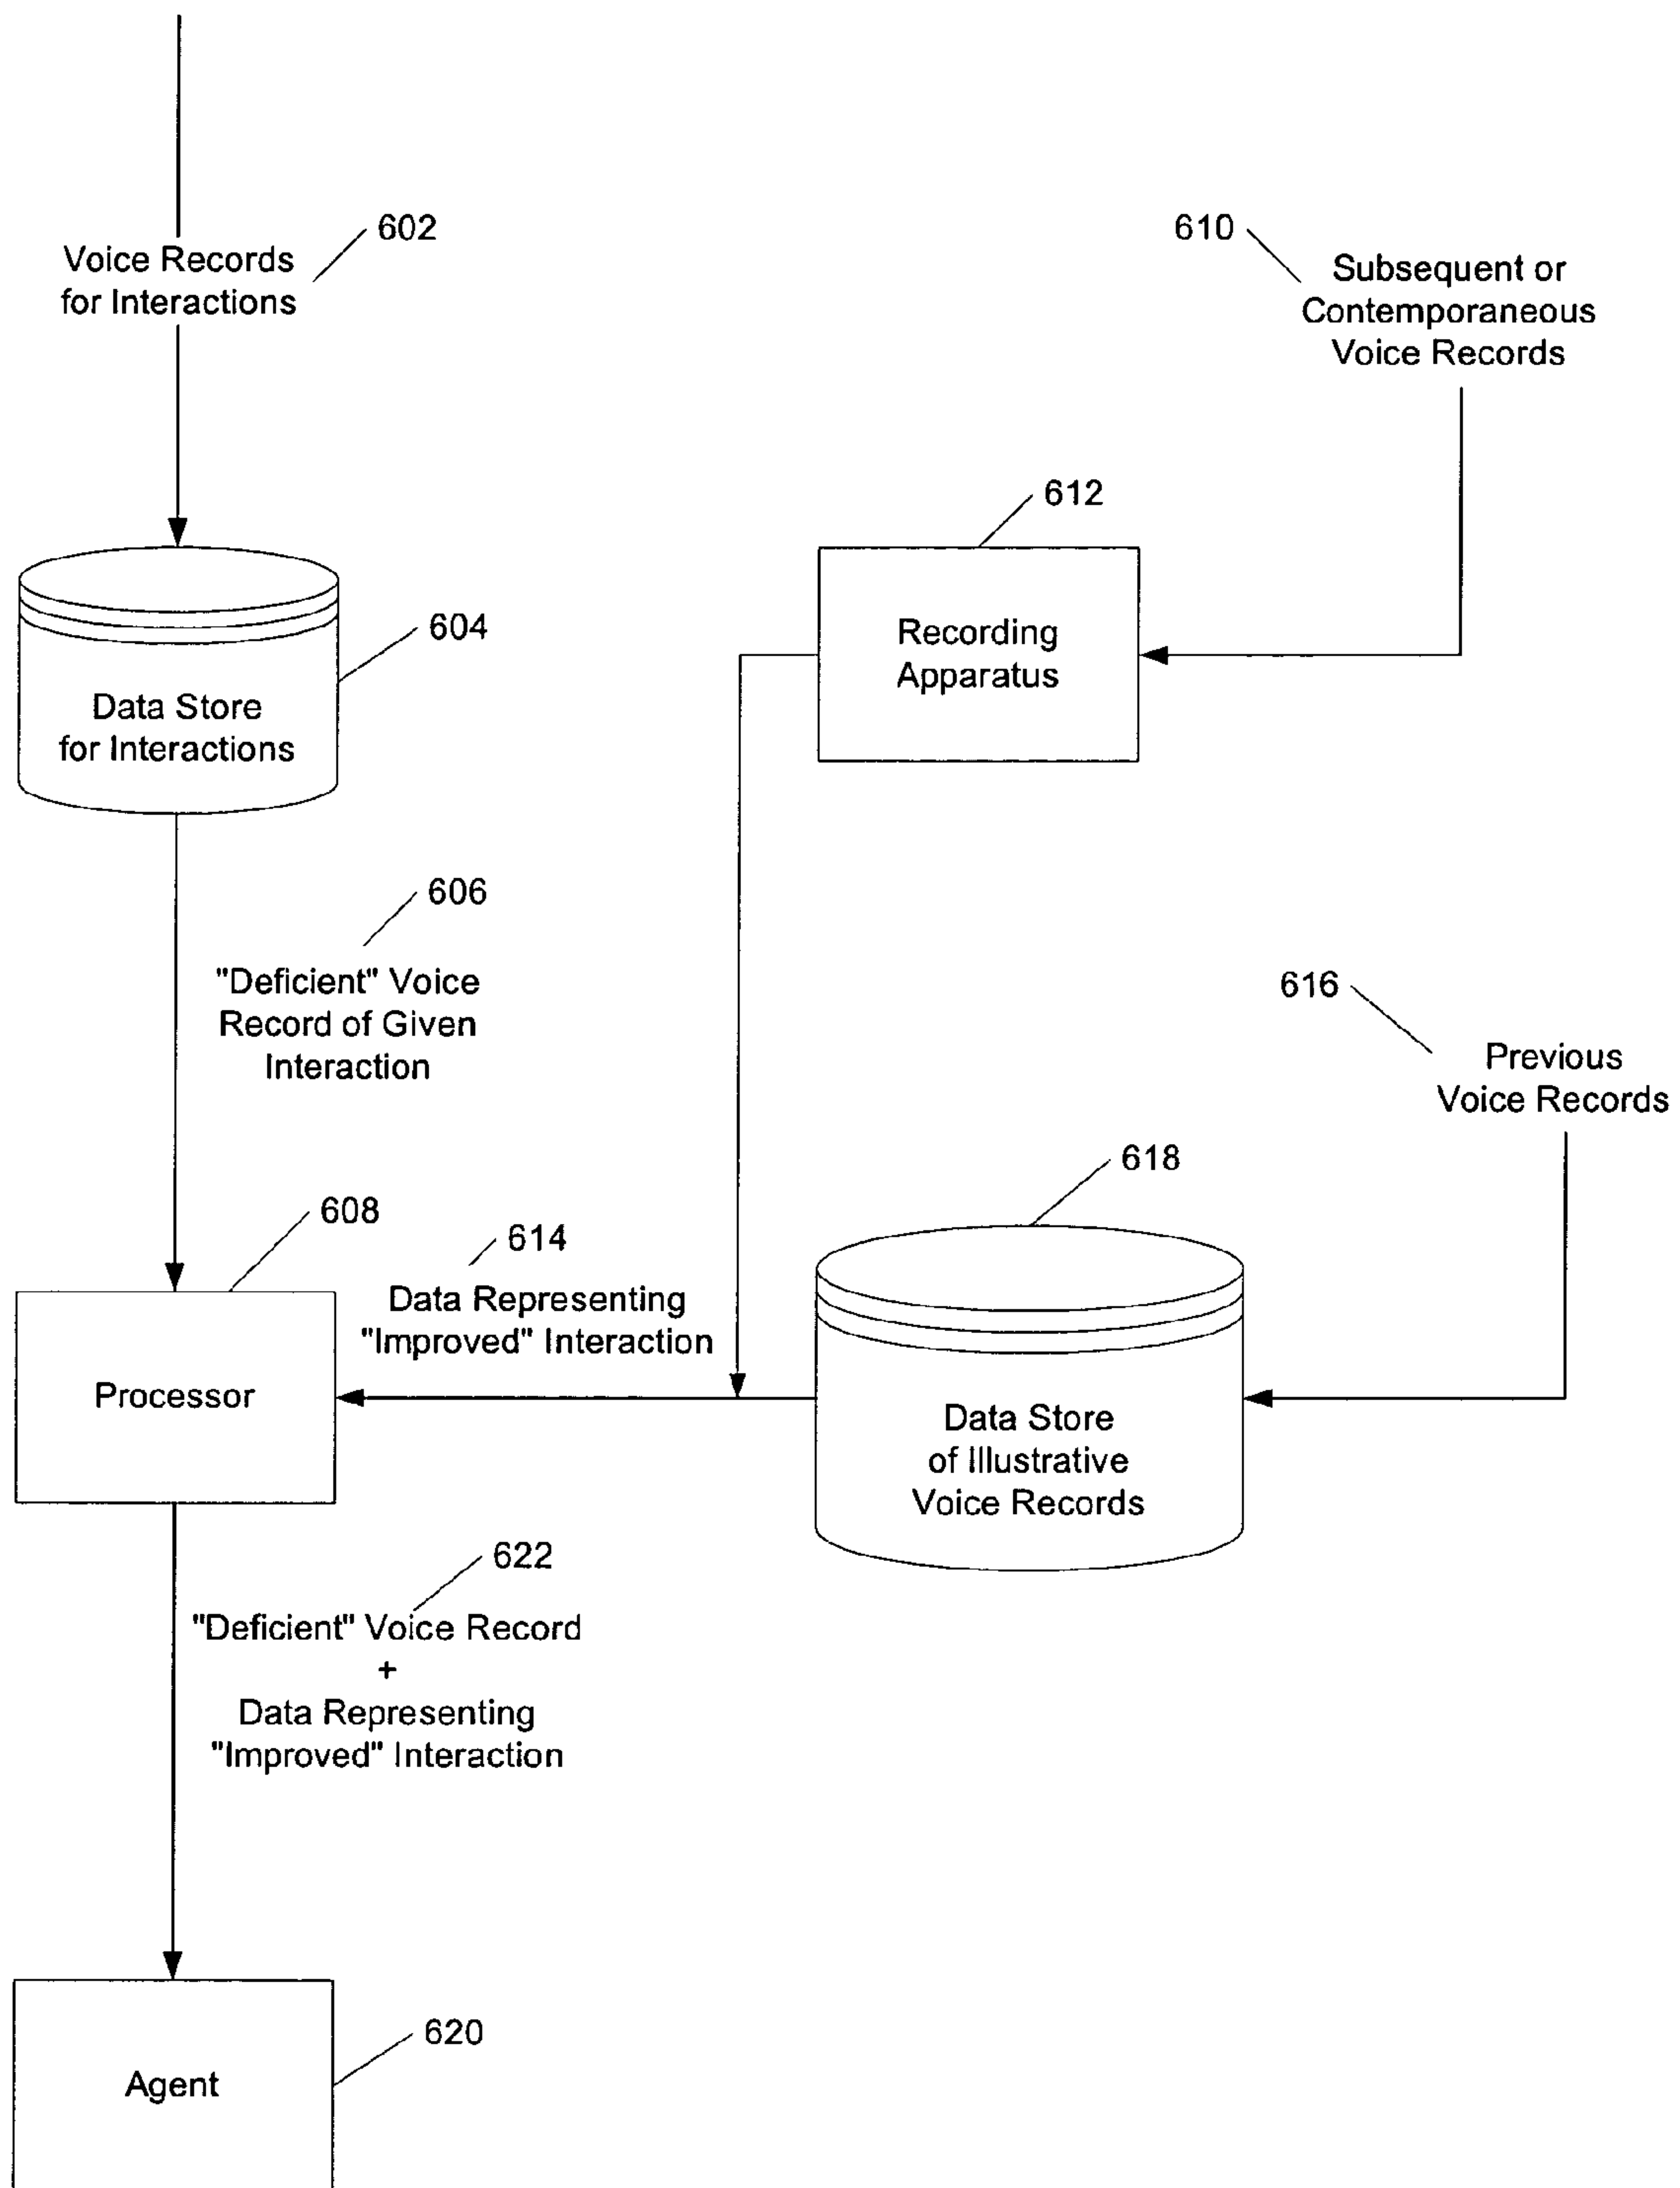 602
Voice Records
for Interactions
610
Subsequent or
Contemporaneous
Voice Records
612
Recording
Apparatus
604
Data Store
for Interactions
606
"Deficient" Voice
Record of Given
Interaction
616
Previous
Voice Records
618
608
614
Data Representing
"Improved" Interaction
Processor
Data Store
of Illustrative
Voice Records
622
"Deficient" Voice Record
+
Data Representing
"Improved" Interaction
620
Agent